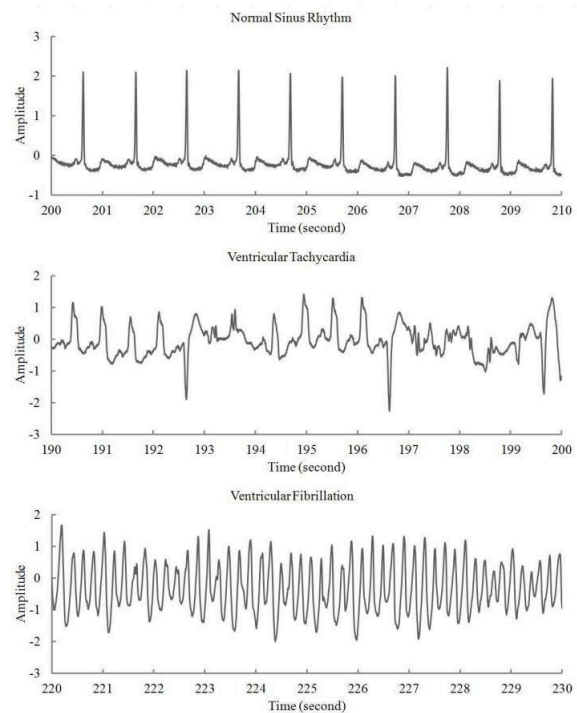 Normal Sinus Rhythm
3
2
1
0
-1
Amplitude
200 201 202 203 204 205 206 207 208 209 210
Time (second)
Ventricular Tachycardia
2
1
0
-1
-2
-3
Amplitude
190 191 192 193 194 195 196 197 198 199 200
Time (second)
Ventricular Fibrillation
2
1
0
-1
-2
-3
Amplitude
220 221 222 223 224 225 226 227 228 229 230
Time (second)